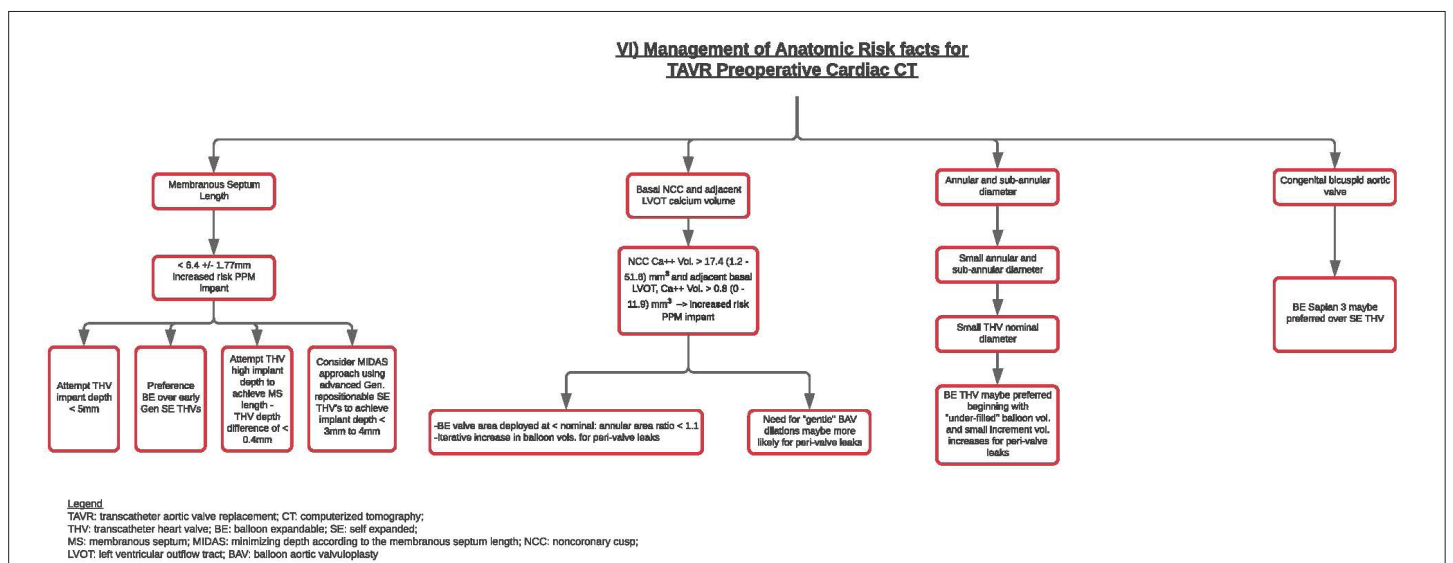 VI) Management of Anatomic Risk facts for
TAVR Preoperative Cardiac CT
Membranous Septum
Length
Basal NCC and adjacent
LVOT calcium volume
Annular and sub-annular
diameter
Congenital bicuspid aortic
valve
< 6.4 +/- 1.77mm
Increased risk PPM
Impant
NCC Ca++ Vol. > 17.4 (1.2 -
51.6) mm³ and adjacent basal
LVOT, Ca++ Vol. > 0.8 (0 -
11.9) mm³ --> Increased risk
PPM impant
Small annular and
sub-annular diameter
BE Sapian 3 maybe
preferred over SE THV
Small THV nominal
diameter
Attempt THV
impant depth
< 5mm
Preference
BE over early
Gen SE THVs
Attempt THV
high implant
depth to
achieve MS
length -
THV depth
difference of <
0.4mm
Consider MIDAS
approach using
advanced Gen.
repositionable SE
THV's to achieve
implant depth <
3mm to 4mm
-BE valve area deployed at < nominal: annular area ratio < 1.1
-Iterative increase in balloon vols. for peri-valve leaks
Need for "gentle" BAV
dilations maybe more
likely for peri-valve leaks
BE THV maybe preferred
beginning with
"under-filled" balloon vol.
and small increment vol.
increases for peri-valve
leaks
Legend
TAVR: transcatheter aortic valve replacement; CT: computerized tomography;
THV: transcatheter heart valve; BE: balloon expandable; SE: self expanded;
MS: membranous septum; MIDAS: minimizing depth according to the membranous septum length; NCC: noncoronary cusp;
LVOT: left ventricular outflow tract; BAV: balloon aortic valvuloplasty